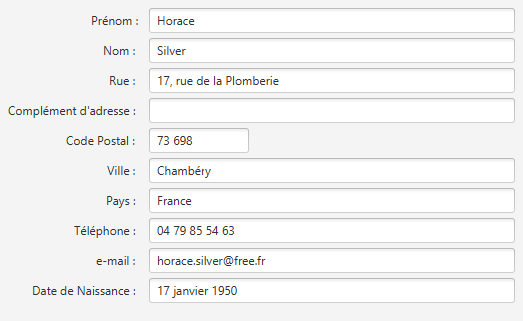 Prénom : Horace
Nom : Silver
Rue : 17, rue de la Plomberie
Complément d'adresse :
Code Postal : 73 698
Ville : Chambéry
Pays : France
Téléphone : 04 79 85 54 63
e-mail : horace.silver@free.fr
Date de Naissance : 17 janvier 1950